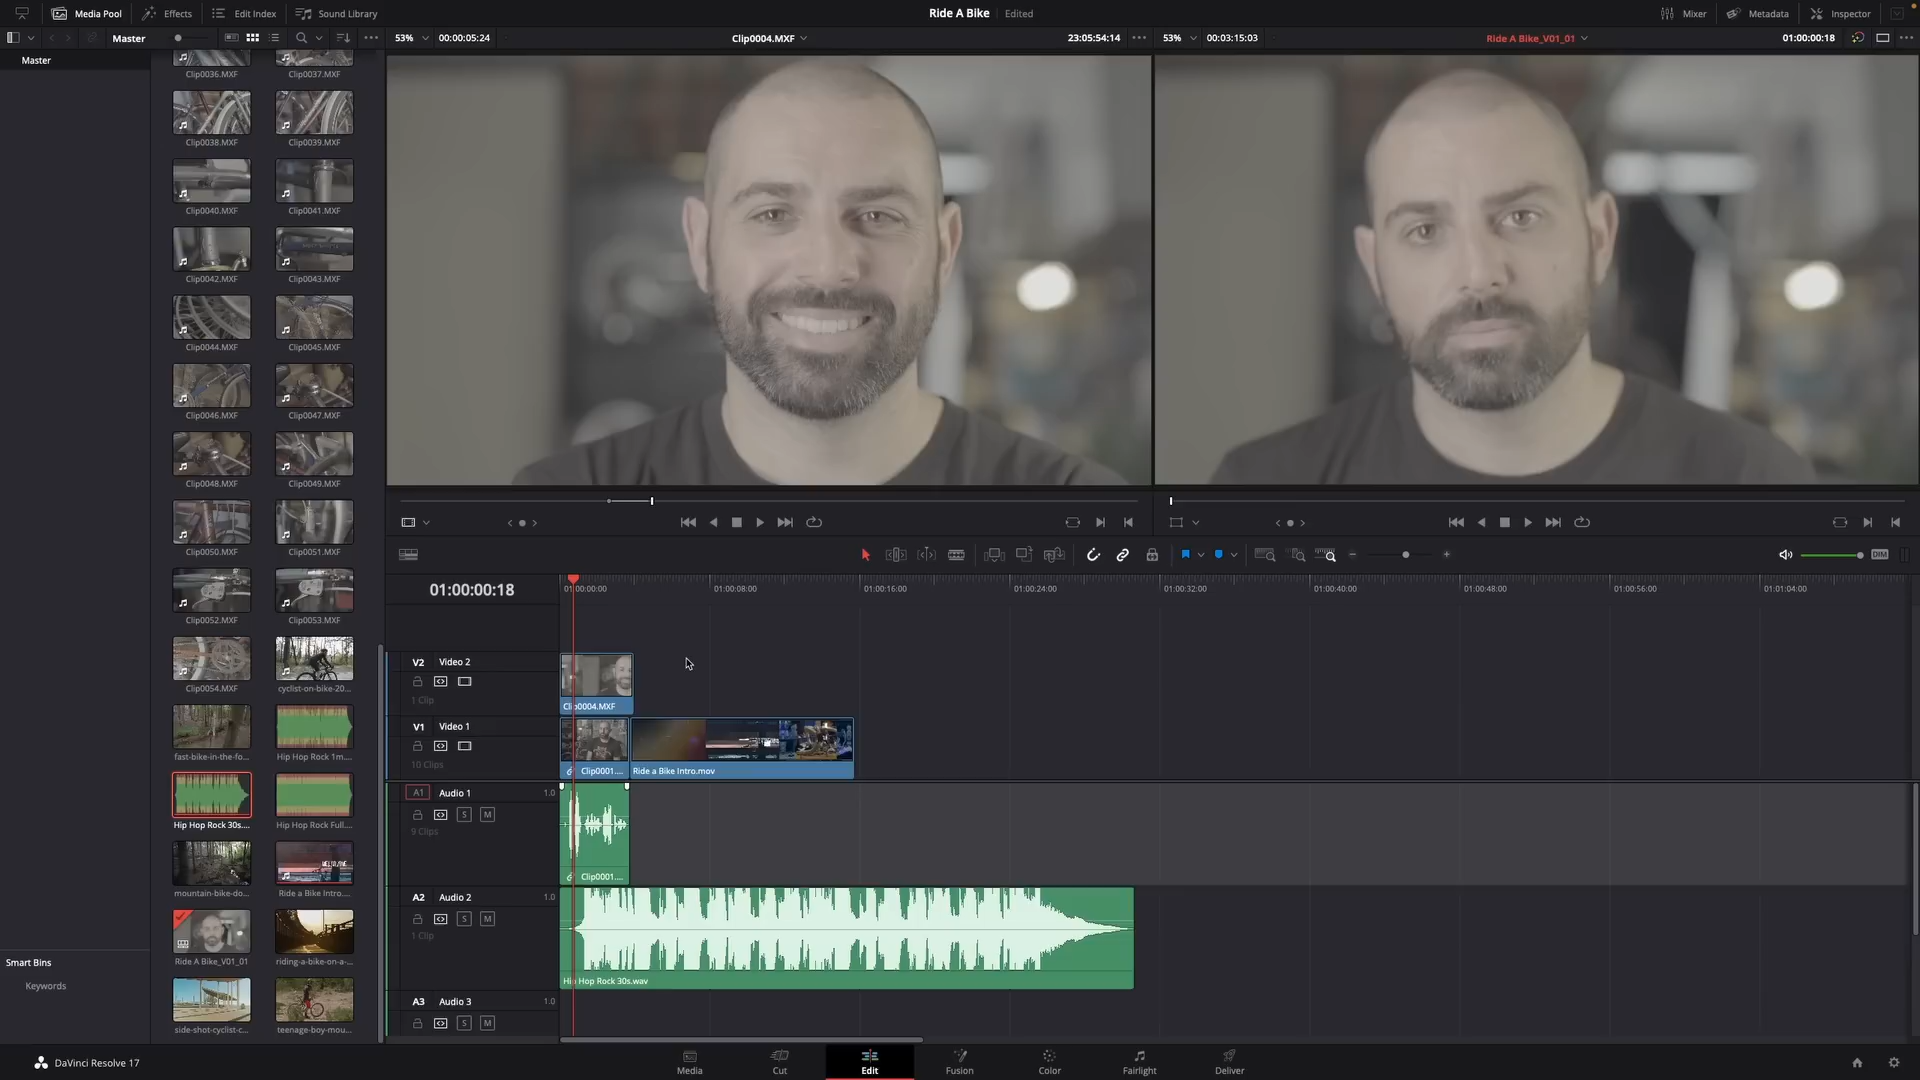 Media Pool
Effects
Edit Index
Sound Library
Ride A Bike
Edited
Mixer
Metadata
Inspector
Master
53%
00:00:05:24
Clip0004.MXF
23:05:54:14
53%
00:03:15:03
Ride A Bike_V01_01
01:00:00:18
Master
Clip0036.MXF
Clip0037.MXF
Clip0038.MXF
Clip0039.MXF
Clip0040.MXF
Clip0041.MXF
Clip0042.MXF
Clip0043.MXF
Clip0044.MXF
Clip0045.MXF
Clip0046.MXF
Clip0047.MXF
Clip0048.MXF
Clip0049.MXF
Clip0050.MXF
Clip0051.MXF
Clip0052.MXF
Clip0053.MXF
Clip0054.MXF
cyclist-on-bike-20...
fast-bike-in-the-fo...
Hip Hop Rock 1m...
Hip Hop Rock 30s...
Hip Hop Rock Full...
mountain-bike-do...
Ride a Bike Intro...
Ride A Bike_V01_01
riding-a-bike-on-a-...
side-shot-cyclist-c...
teenage-boy-mou...
Smart Bins
Keywords
DIM
01:00:00:18
01:00:00:00
01:00:08:00
01:00:16:00
01:00:24:00
01:00:32:00
01:00:40:00
01:00:48:00
01:00:56:00
01:01:04:00
V2
Video 2
1 Clip
Clip0004.MXF
V1
Video 1
10 Clips
Clip0001....
Ride a Bike Intro.mov
A1
Audio 1
1.0
S
M
9 Clips
Clip0001....
A2
Audio 2
1.0
S
M
1 Clip
Hip Hop Rock 30s.wav
A3
Audio 3
1.0
S
M
DaVinci Resolve 17
Media
Cut
Edit
Fusion
Color
Fairlight
Deliver